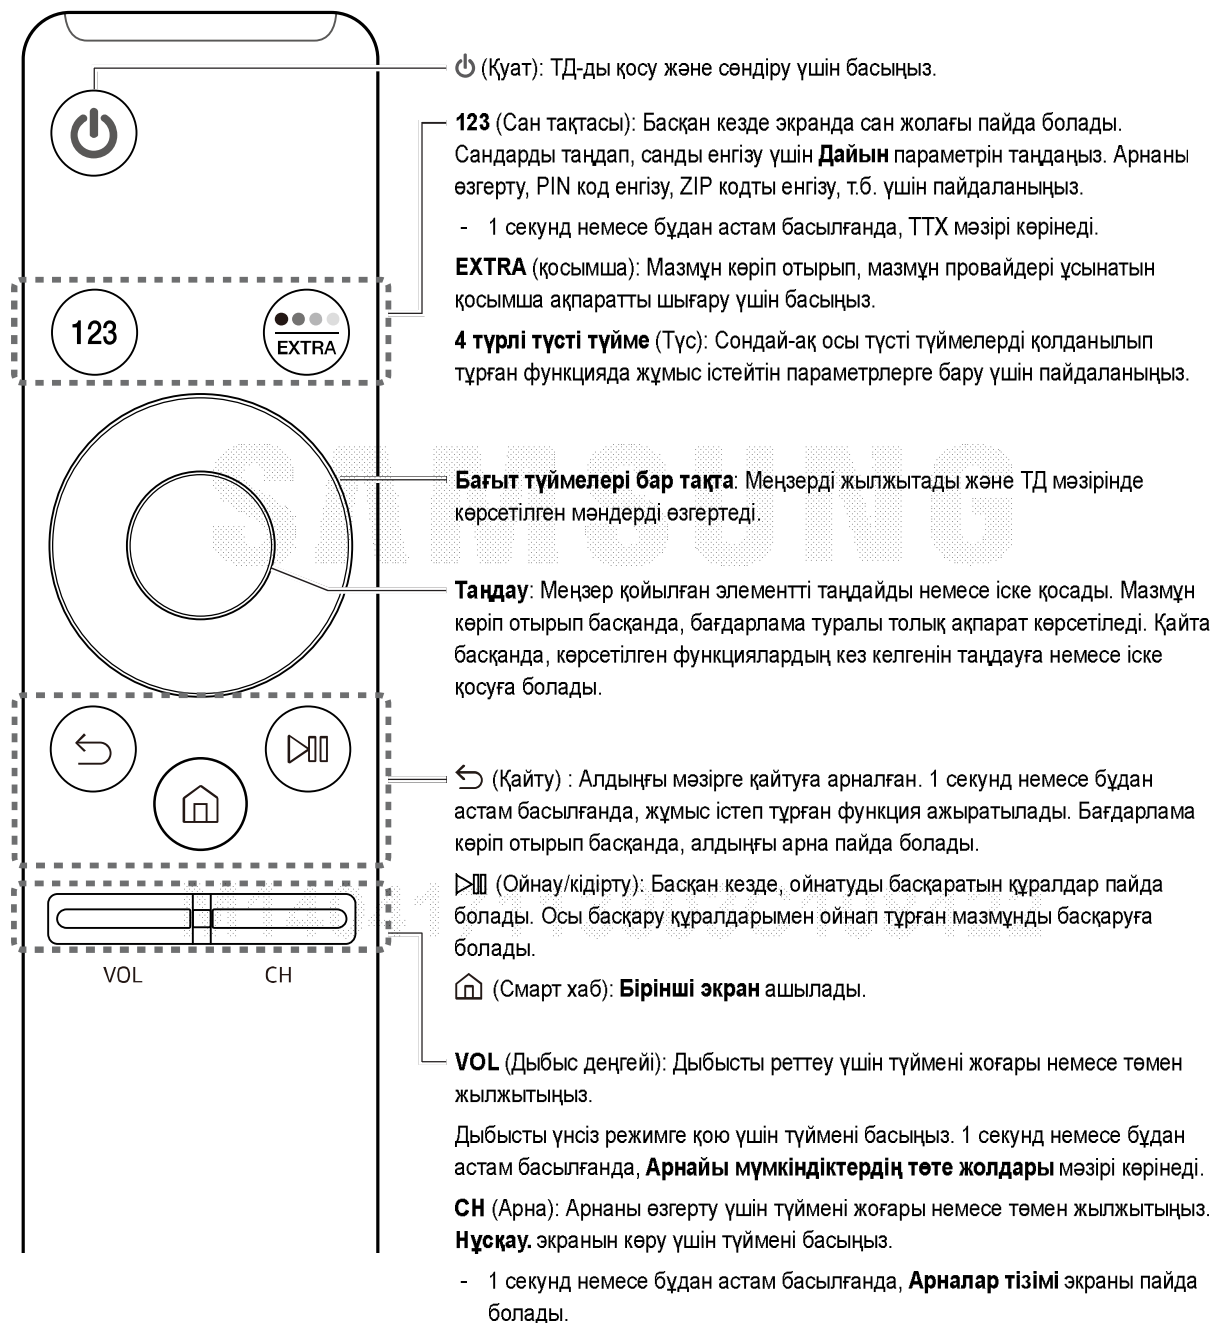 (Қуат): ТД-ды қосу және сөндіру үшін басыңыз.
123 (Сан тақтасы): Басқан кезде экранда сан жолағы пайда болады.
Сандарды таңдап, санды енгізу үшін Дайын параметрін таңдаңыз. Арнаны
өзгерту, PIN код енгізу, ZIP кодты енгізу, т.б. үшін пайдаланыңыз.
- 1 секунд немесе бұдан астам басылғанда, TTX мәзірі көрінеді.
EXTRA (қосымша): Мазмұн көріп отырып, мазмұн провайдері ұсынатын
қосымша ақпаратты шығару үшін басыңыз.
123
EXTRA
4 түрлі түсті түйме (Түс): Сондай-ақ осы түсті түймелерді қолданылып
тұрған функцияда жұмыс істейтін параметрлерге бару үшін пайдаланыңыз.
SAMSUNG
Бағыт түймелері бар тақта: Меңзерді жылжытады және ТД мәзірінде
көрсетілген мәндерді өзгертеді.
Таңдау: Меңзер қойылған элементті таңдайды немесе іске қосады. Мазмұн
көріп отырып басқанда, бағдарлама туралы толық ақпарат көрсетіледі. Қайта
басқанда, көрсетілген функциялардың кез келгенін таңдауға немесе іске
қосуға болады.
(Қайту) : Алдыңғы мәзірге қайтуға арналған. 1 секунд немесе бұдан
астам басылғанда, жұмыс істеп тұрған функция ажыратылады. Бағдарлама
көріп отырып басқанда, алдыңғы арна пайда болады.
(Ойнау/кідірту): Басқан кезде, ойнатуды басқаратын құралдар пайда
болады. Осы басқару құралдарымен ойнап тұрған мазмұнды басқаруға
болады.
VOL
CH
(Смарт хаб): Бірінші экран ашылады.
VOL (Дыбыс деңгейі): Дыбысты реттеу үшін түймені жоғары немесе төмен
жылжытыңыз.
Дыбысты үнсіз режимге қою үшін түймені басыңыз. 1 секунд немесе бұдан
астам басылғанда, Арнайы мүмкіндіктердің төте жолдары мәзірі көрінеді.
CH (Арна): Арнаны өзгерту үшін түймені жоғары немесе төмен жылжытыңыз.
Нұсқау. экранын көру үшін түймені басыңыз.
- 1 секунд немесе бұдан астам басылғанда, Арналар тізімі экраны пайда
болады.